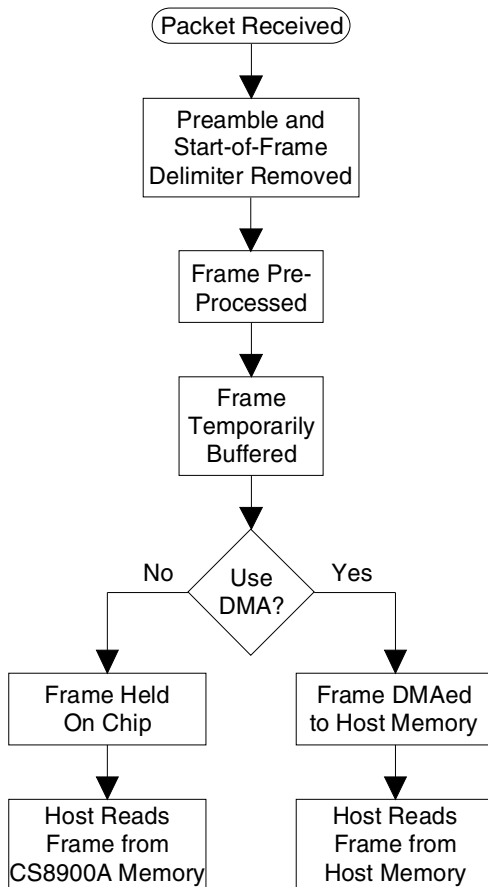 Packet Received
Preamble and
Start-of-Frame
Delimiter Removed
Frame Pre-
Processed
Frame
Temporarily
Buffered
Use
DMA?
No
Yes
Frame Held
On Chip
Frame DMAed
to Host Memory
Host Reads
Frame from
CS8900A Memory
Host Reads
Frame from
Host Memory